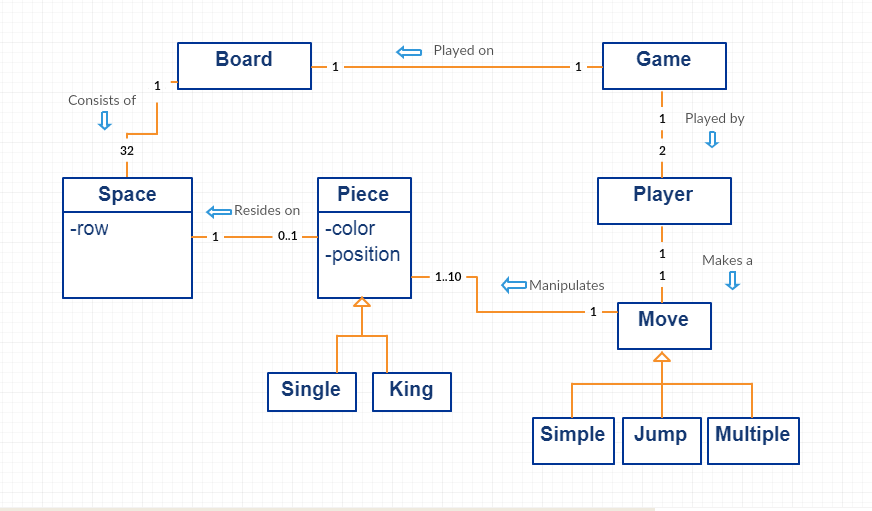 Board
Played on
Game
1
1
1
Consists of
1
Played by
32
2
Space
Piece
Player
-row
Resides on
-color
1
0..1
-position
1
Makes a
1..10
1
Manipulates
1
Move
Single
King
Simple
Jump
Multiple